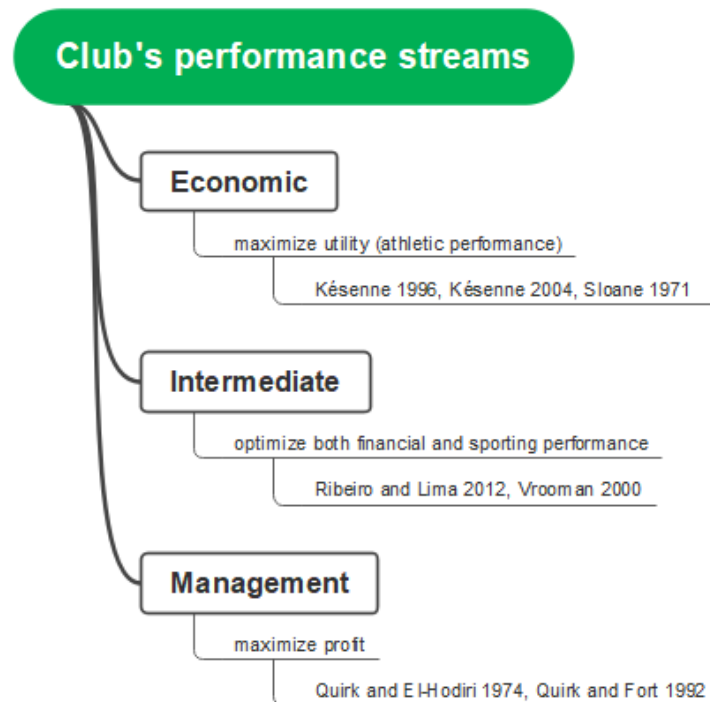 Club's performance streams
Economic
maximize utility (athletic performance)
Késenne 1996, Késenne 2004, Sloane 1971
Intermediate
optimize both financial and sporting performance
Ribeiro and Lima 2012, Vrooman 2000
Management
maximize profit
Quirk and El-Hodiri 1974, Quirk and Fort 1992